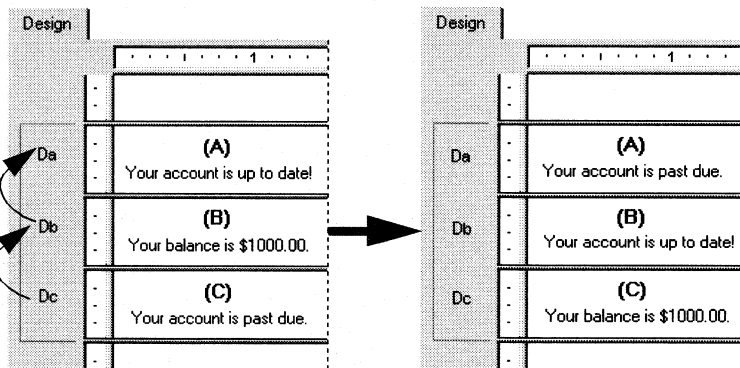 Design
1
Da
(A)
Your account is up to date!
Db
(B)
Your balance is $1000.00.
Dc
(C)
Your account is past due.
Design
1
Da
(A)
Your account is past due.
Db
(B)
Your account is up to date!
Dc
(C)
Your balance is $1000.00.